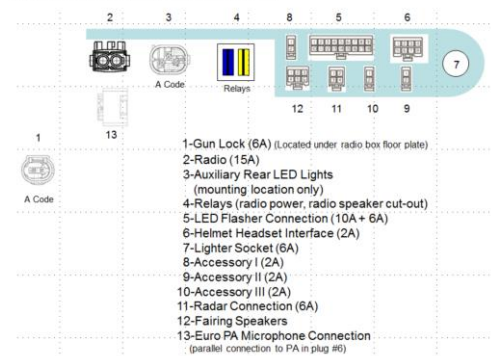 2 3 4 8 5 6
7
A Code
Relays
12 11 10 9
13
1
A Code
1-Gun Lock (6A) (Located under radio box floor plate)
2-Radio (15A)
3-Auxiliary Rear LED Lights
(mounting location only)
4-Relays (radio power, radio speaker cut-out)
5-LED Flasher Connection (10A + 6A)
6-Helmet Headset Interface (2A)
7-Lighter Socket (6A)
8-Accessory I (2A)
9-Accessory II (2A)
10-Accessory III (2A)
11-Radar Connection (6A)
12-Fairing Speakers
13-Euro PA Microphone Connection
(parallel connection to PA in plug #6)